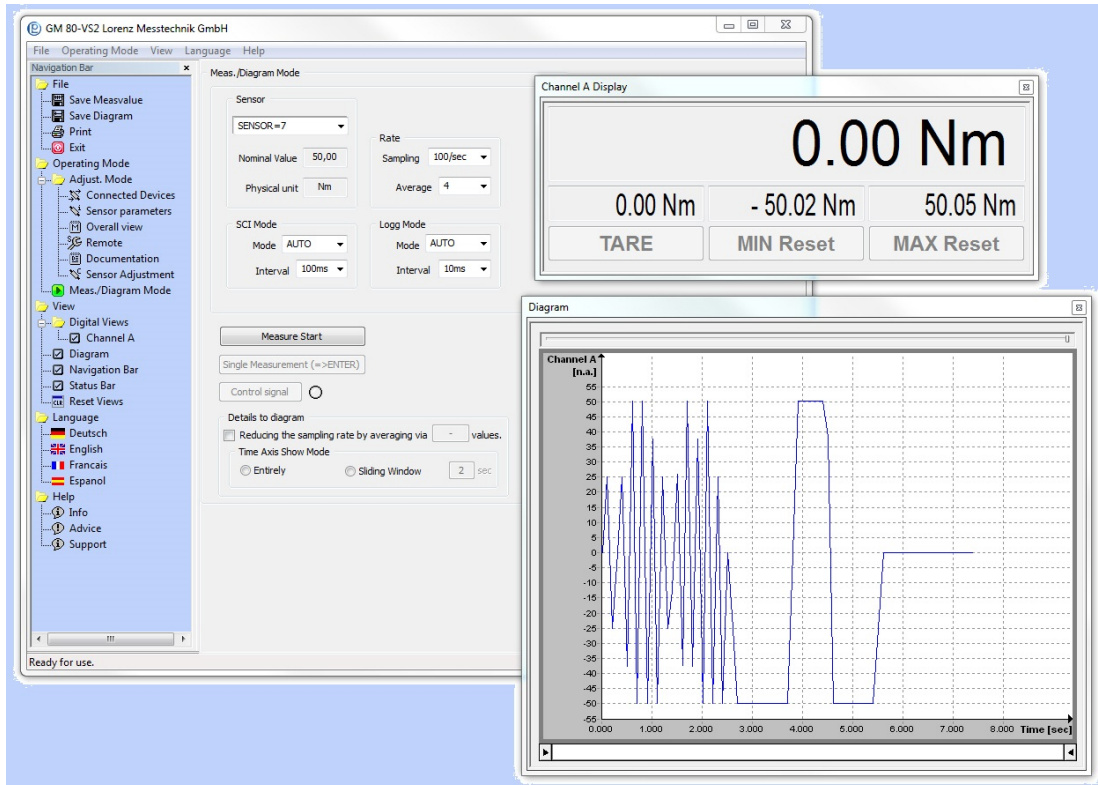 GM 80-VS2 Lorenz Messtechnik GmbH
File Operating Mode View Language Help
Navigation Bar
File
Save Measvalue
Save Diagram
Print
Exit
Operating Mode
Adjust. Mode
Connected Devices
Sensor parameters
Overall view
Remote
Documentation
Sensor Adjustment
Meas./Diagram Mode
View
Digital Views
Channel A
Diagram
Navigation Bar
Status Bar
CLR Reset Views
Language
Deutsch
English
Francais
Espanol
Help
Info
Advice
Support
Ready for use.
Meas./Diagram Mode
Sensor
SENSOR=7
Nominal Value 50,00
Physical unit Nm
Rate
Sampling 100/sec
Average 4
SCI Mode
Mode AUTO
Interval 100ms
Logg Mode
Mode AUTO
Interval 10ms
Measure Start
Single Measurement (=>ENTER)
Control signal
Details to diagram
Reducing the sampling rate by averaging via - values.
Time Axis Show Mode
Entirely Sliding Window 2 sec
Channel A Display
0.00 Nm
0.00 Nm - 50.02 Nm 50.05 Nm
TARE MIN Reset MAX Reset
Diagram
Channel A
[n.a.]
55
50
45
40
35
30
25
20
15
10
5
0
-5
-10
-15
-20
-25
-30
-35
-40
-45
-50
-55
0.000 1.000 2.000 3.000 4.000 5.000 6.000 7.000 8.000 Time [sec]